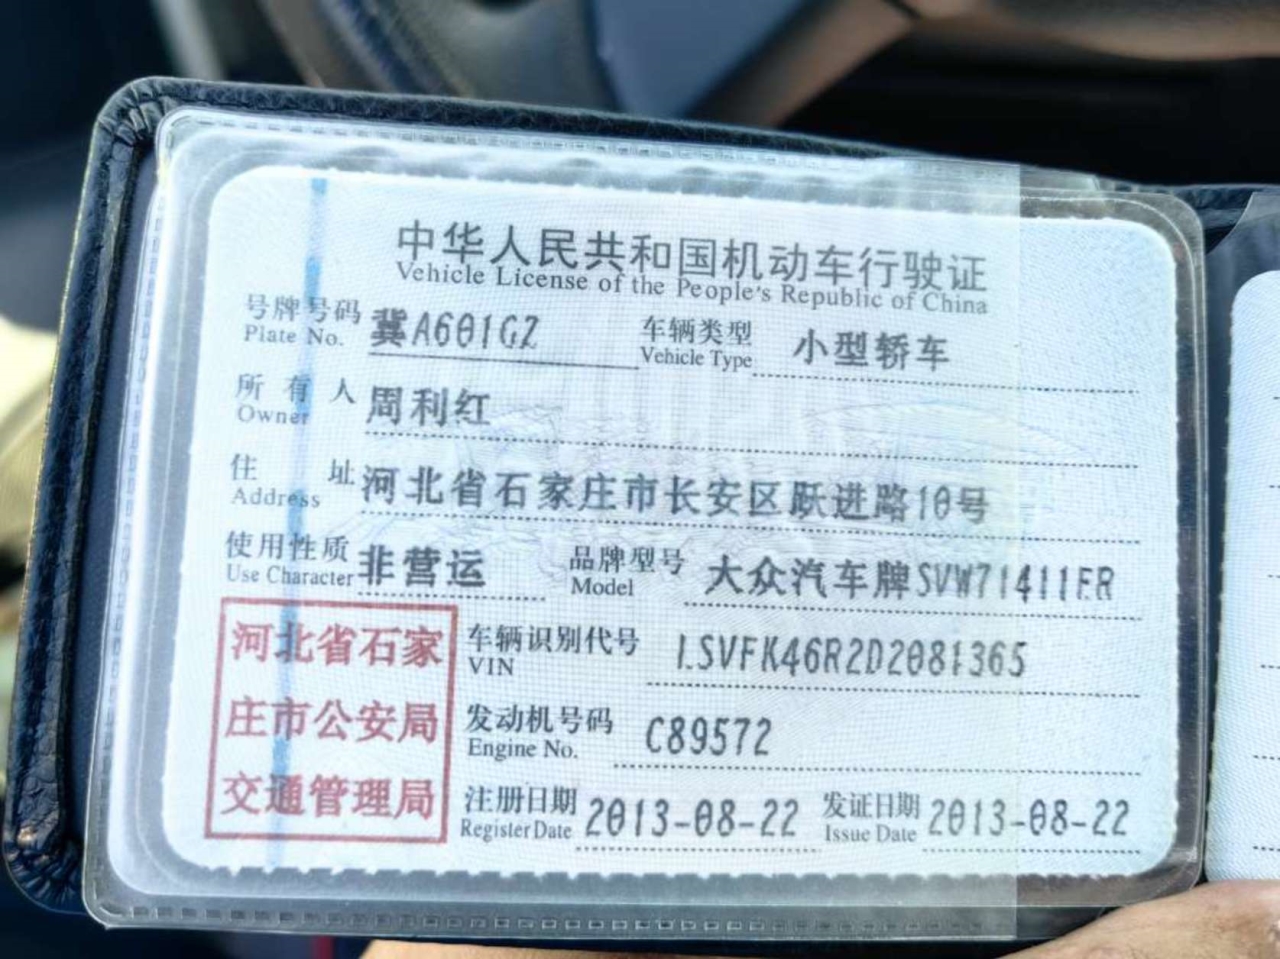 中华人民共和国机动车行驶证
Vehicle License of the People's Republic of China
号牌号码 冀A601GZ 车辆类型 小型轿车
Plate No. Vehicle Type
所有人 周利红
Owner
住址 河北省石家庄市长安区跃进路10号
Address
使用性质 非营运 品牌型号 大众汽车牌SVW71411ER
Use Character Model
河北省石家 车辆识别代号 LSVFK46R2D2081365
VIN
庄市公安局 发动机号码 C89572
Engine No.
交通管理局 注册日期 2013-08-22 发证日期 2013-08-22
Register Date Issue Date